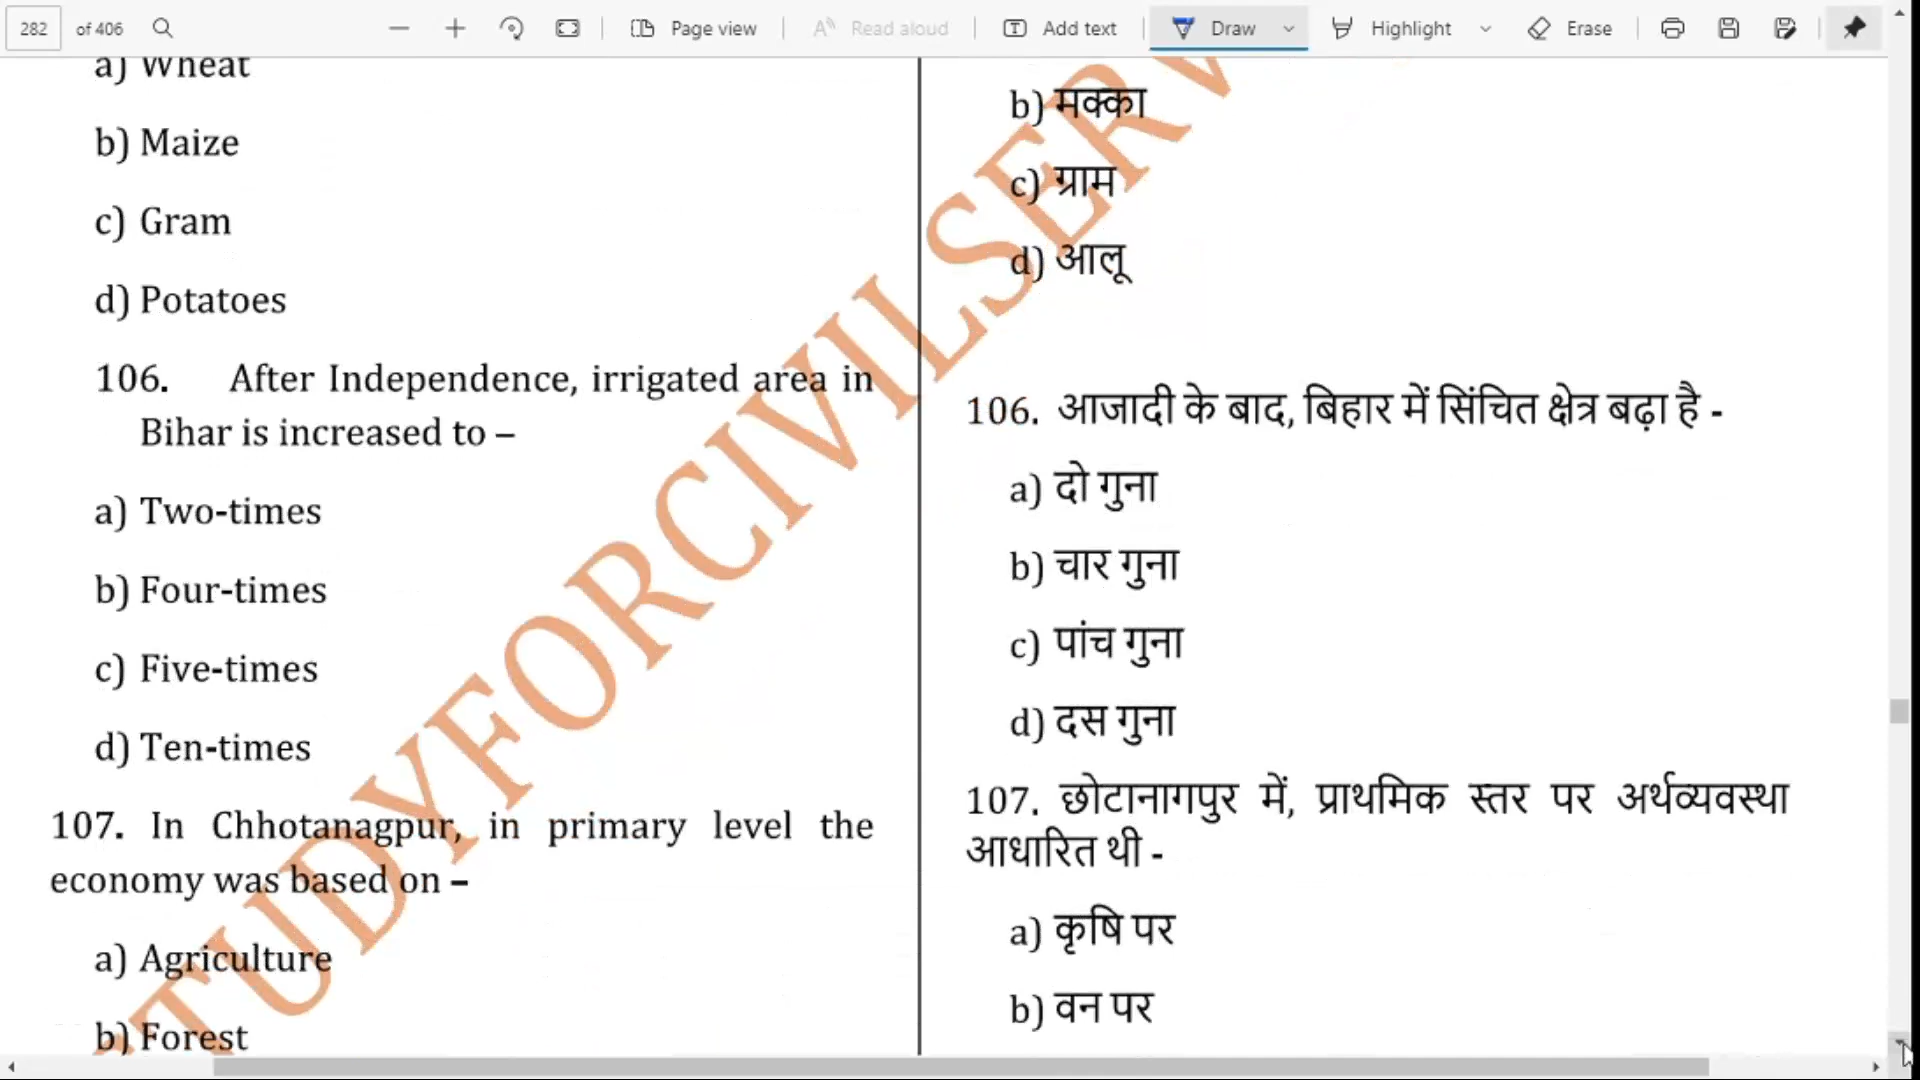 282 of 406 Page view Read aloud Add text Draw Highlight Erase
a) Wheat
b) Maize
c) Gram
d) Potatoes
106. After Independence, irrigated area in
Bihar is increased to –
a) Two-times
b) Four-times
c) Five-times
d) Ten-times
107. In Chhotanagpur, in primary level the
economy was based on –
a) Agriculture
b) Forest
b) मक्का
c) ग्राम
d) आलू
106. आजादी के बाद, बिहार में सिंचित क्षेत्र बढ़ा है -
a) दो गुना
b) चार गुना
c) पांच गुना
d) दस गुना
107. छोटानागपुर में, प्राथमिक स्तर पर अर्थव्यवस्था
आधारित थी -
a) कृषि पर
b) वन पर
STUDYFORCIVILSERV